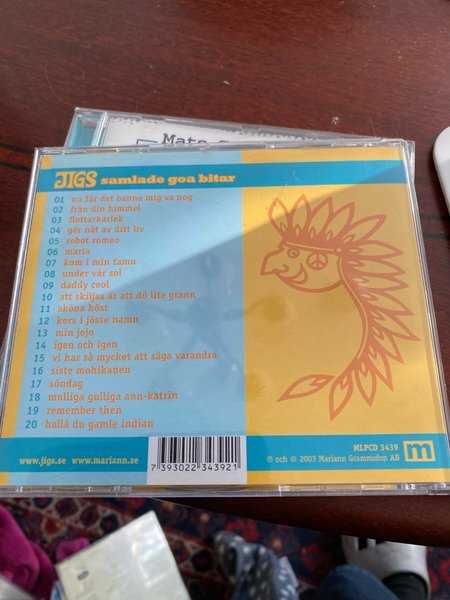 Mats
JIGS samlade goa bitar
01 nu får det banne mig va nog
02 från din himmel
03 flottarkärlek
04 gör nåt av ditt liv
05 robot romeo
06 maria
07 kom i min famn
08 under vår sol
09 daddy cool
10 att skiljas är att dö lite grann
11 sköna höst
12 kors i jösse namn
13 min jojo
14 igen och igen
15 vi har så mycket att säga varandra
16 siste mohikanen
17 söndag
18 mulliga gulliga ann-katrin
19 remember then
20 hallå du gamle indian
www.jigs.se www.mariann.se
7 393022 343921
MLPCD 3439
℗ och © 2003 Mariann Grammofon AB
m